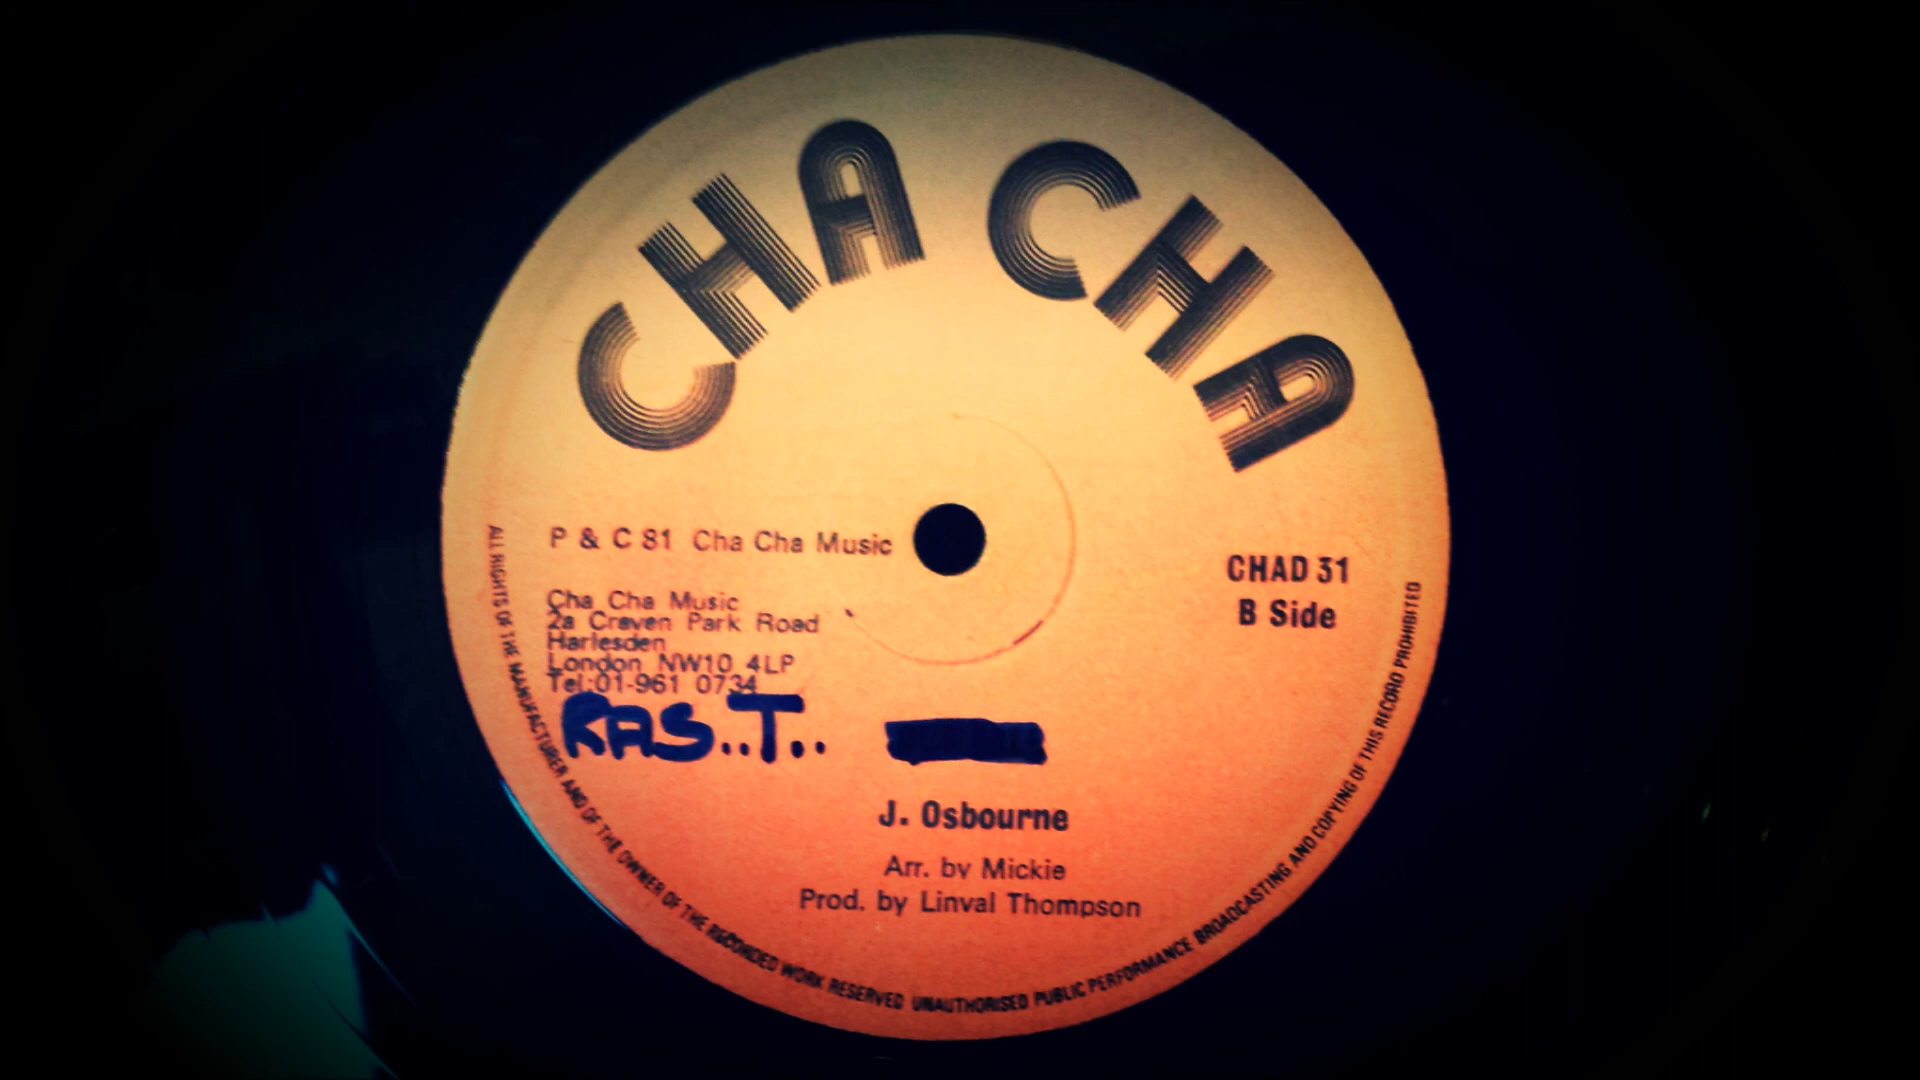 CHA CHA
P & C 81 Cha Cha Music
Cha Cha Music
2a Craven Park Road
Harlesden
London NW10 4LP
Tel:01-961 0734
CHAD 31
B Side
RAS..T..
J. Osbourne
Arr. by Mickie
Prod. by Linval Thompson
ALL RIGHTS OF THE MANUFACTURER AND OF THE OWNER OF THE RECORDED WORK RESERVED UNAUTHORISED PUBLIC PERFORMANCE BROADCASTING AND COPYING OF THIS RECORD PROHIBITED